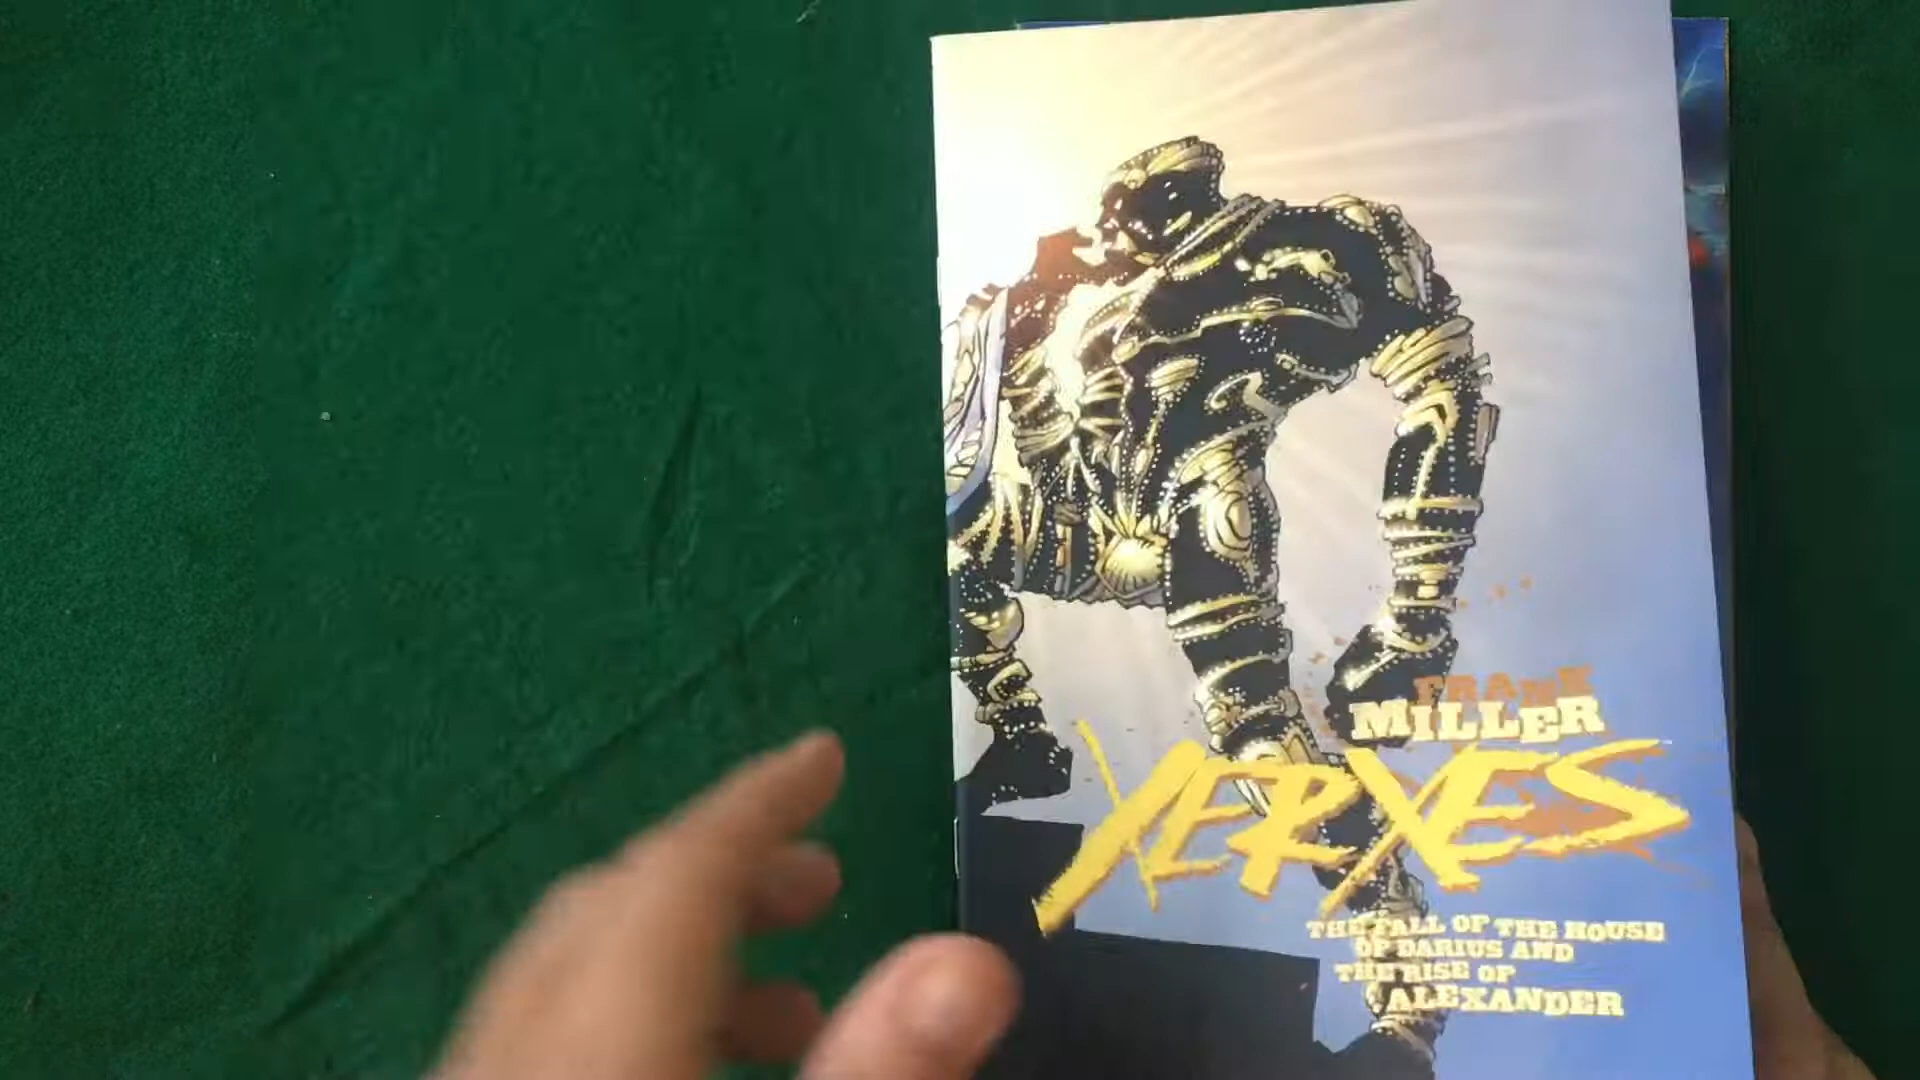 FRANK
MILLER
XERXES
THE FALL OF THE HOUSE
OF DARIUS AND
THE RISE OF
ALEXANDER